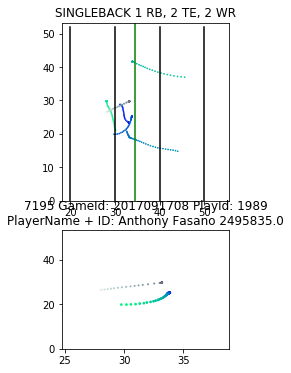 SINGLEBACK 1 RB, 2 TE, 2 WR
50
40
30
20
10
0
20 30 40 50
7195 GameId: 2017091708 PlayId: 1989
PlayerName + ID: Anthony Fasano 2495835.0
40
20
0
25 30 35